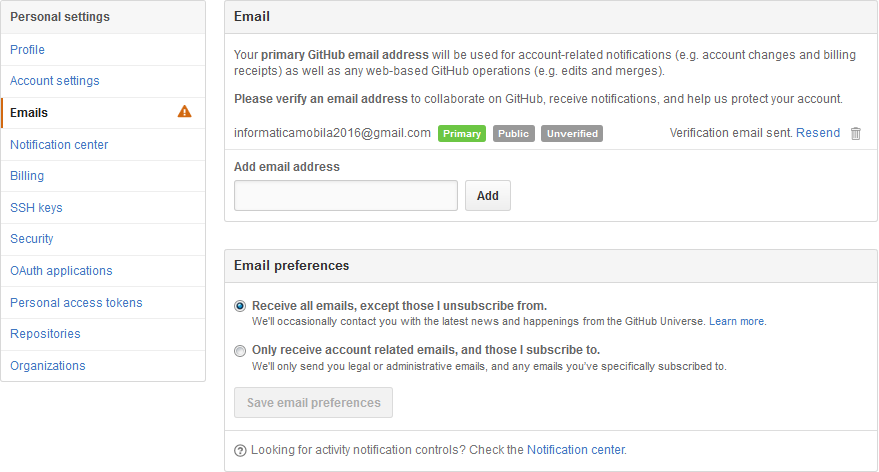 Personal settings
Profile
Account settings
Emails
Notification center
Billing
SSH keys
Security
OAuth applications
Personal access tokens
Repositories
Organizations
Email
Your primary GitHub email address will be used for account-related notifications (e.g. account changes and billing
receipts) as well as any web-based GitHub operations (e.g. edits and merges).
Please verify an email address to collaborate on GitHub, receive notifications, and help us protect your account.
informaticamobila2016@gmail.com Primary Public Unverified Verification email sent. Resend
Add email address
Add
Email preferences
Receive all emails, except those I unsubscribe from.
We'll occasionally contact you with the latest news and happenings from the GitHub Universe. Learn more.
Only receive account related emails, and those I subscribe to.
We'll only send you legal or administrative emails, and any emails you've specifically subscribed to.
Save email preferences
Looking for activity notification controls? Check the Notification center.